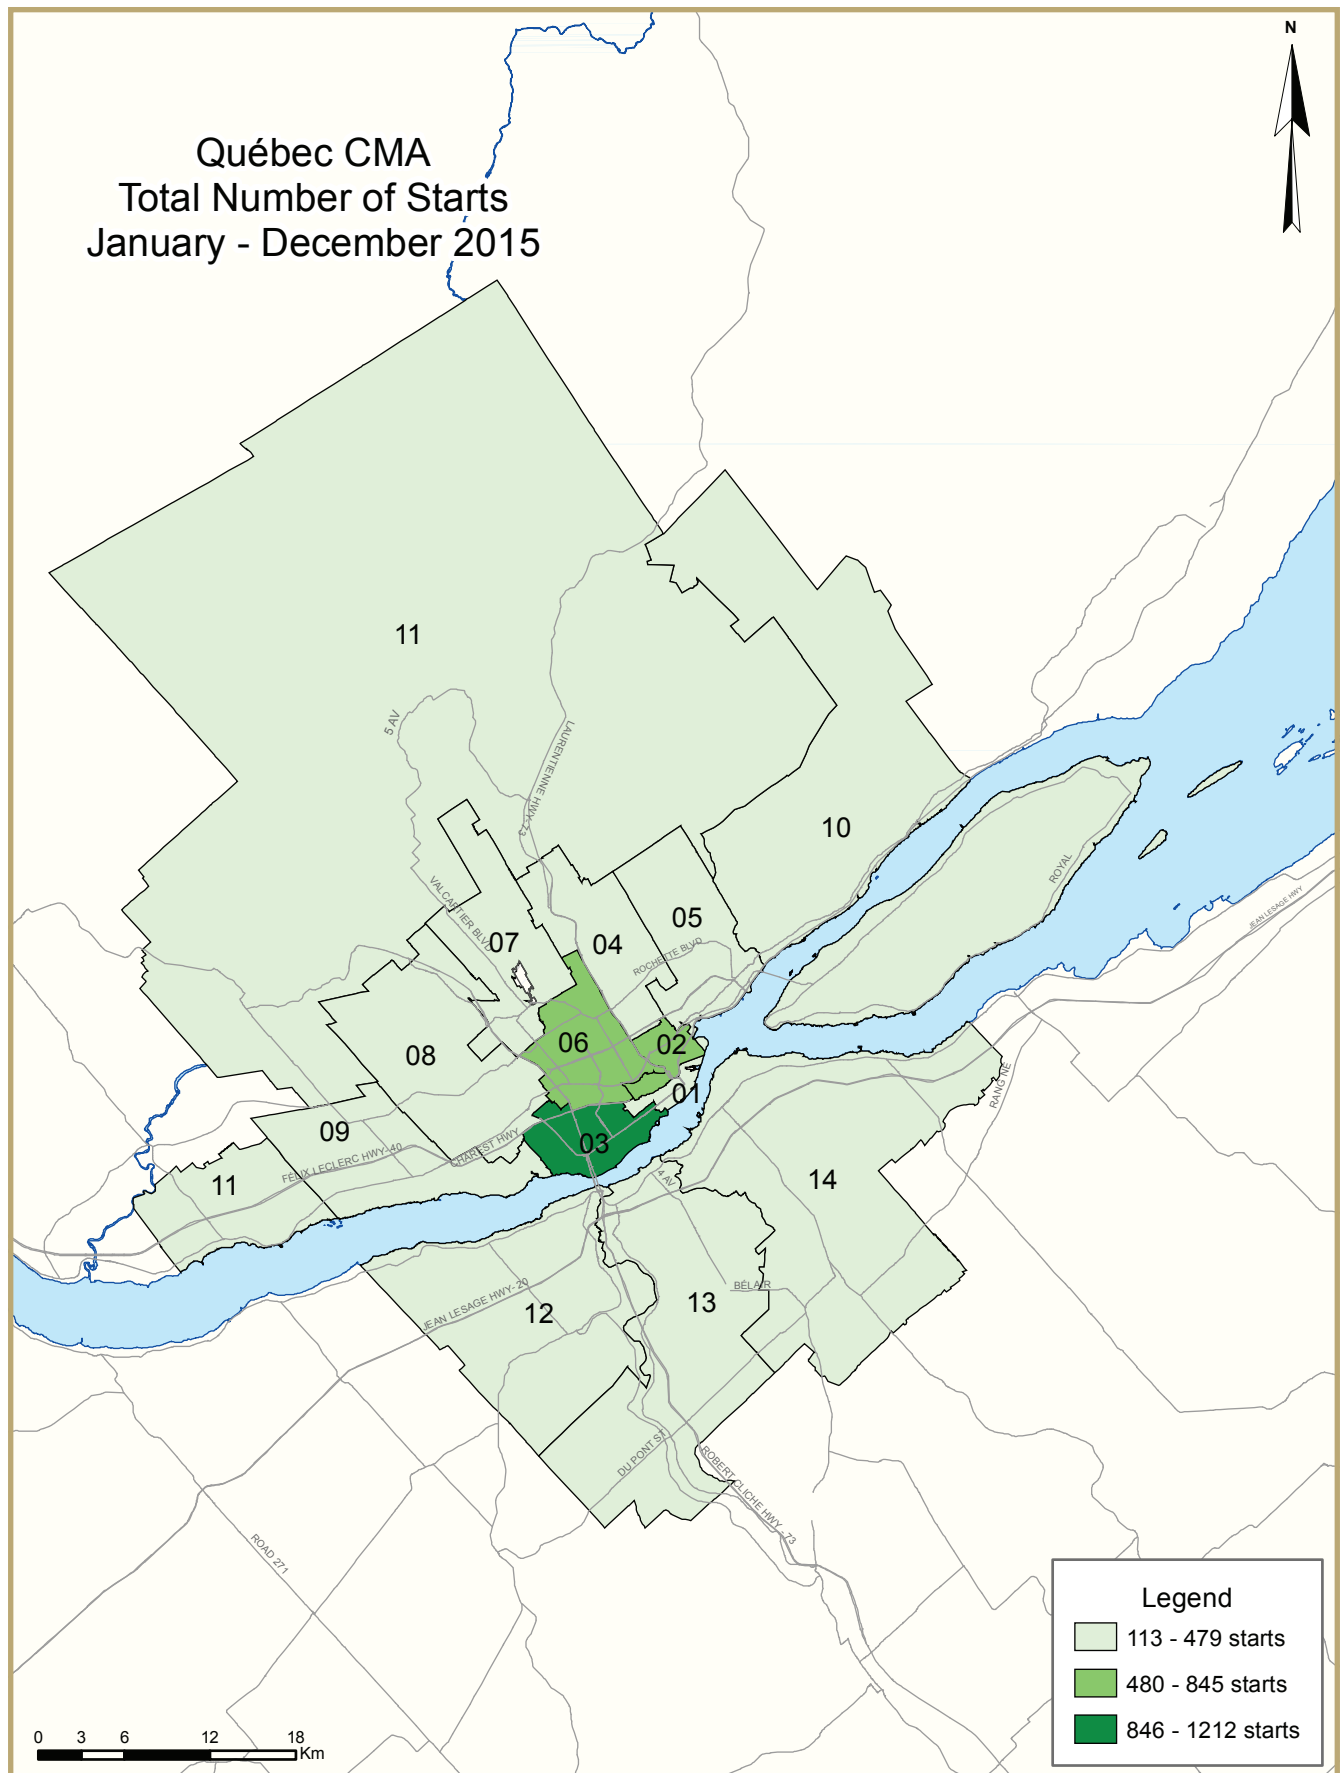 N
Québec CMA
Total Number of Starts
January - December 2015
11
5 AV
LAURENTIENNE HWY-73
10
VALCARTIER BLVD
ROYAL
JEAN LESAGE HWY
05
07
04
ROCHETTE BLVD
06
02
08
RANG NE
01
09
03
CHAREST HWY
FÉLIX LECLERC HWY-40
11
4 AV
14
BÉLAIR
13
JEAN LESAGE HWY-20
12
DU PONT ST
ROBERT CLICHE HWY -73
ROAD 271
Legend
113 - 479 starts
480 - 845 starts
846 - 1212 starts
0 3 6 12 18
Km